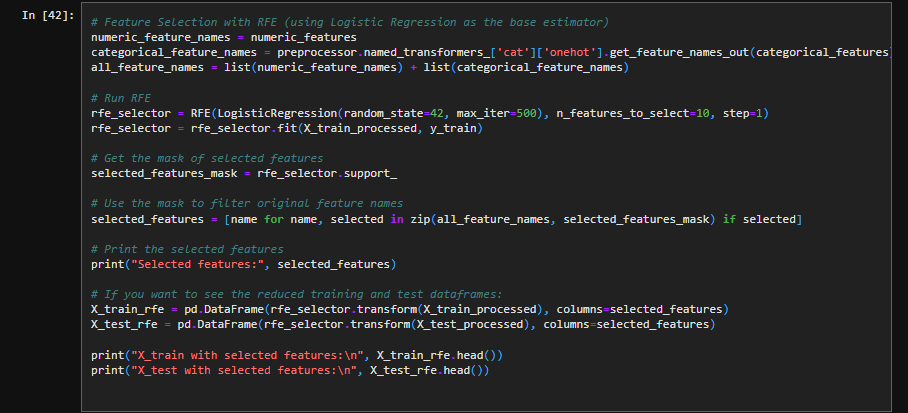 In [42]:
# Feature Selection with RFE (using Logistic Regression as the base estimator)
numeric_feature_names = numeric_features
categorical_feature_names = preprocessor.named_transformers_['cat']['onehot'].get_feature_names_out(categorical_features
all_feature_names = list(numeric_feature_names) + list(categorical_feature_names)
# Run RFE
rfe_selector = RFE(LogisticRegression(random_state=42, max_iter=500), n_features_to_select=10, step=1)
rfe_selector = rfe_selector.fit(X_train_processed, y_train)
# Get the mask of selected features
selected_features_mask = rfe_selector.support_
# Use the mask to filter original feature names
selected_features = [name for name, selected in zip(all_feature_names, selected_features_mask) if selected]
# Print the selected features
print("Selected features:", selected_features)
# If you want to see the reduced training and test dataframes:
X_train_rfe = pd.DataFrame(rfe_selector.transform(X_train_processed), columns=selected_features)
X_test_rfe = pd.DataFrame(rfe_selector.transform(X_test_processed), columns=selected_features)
print("X_train with selected features:\n", X_train_rfe.head())
print("X_test with selected features:\n", X_test_rfe.head())